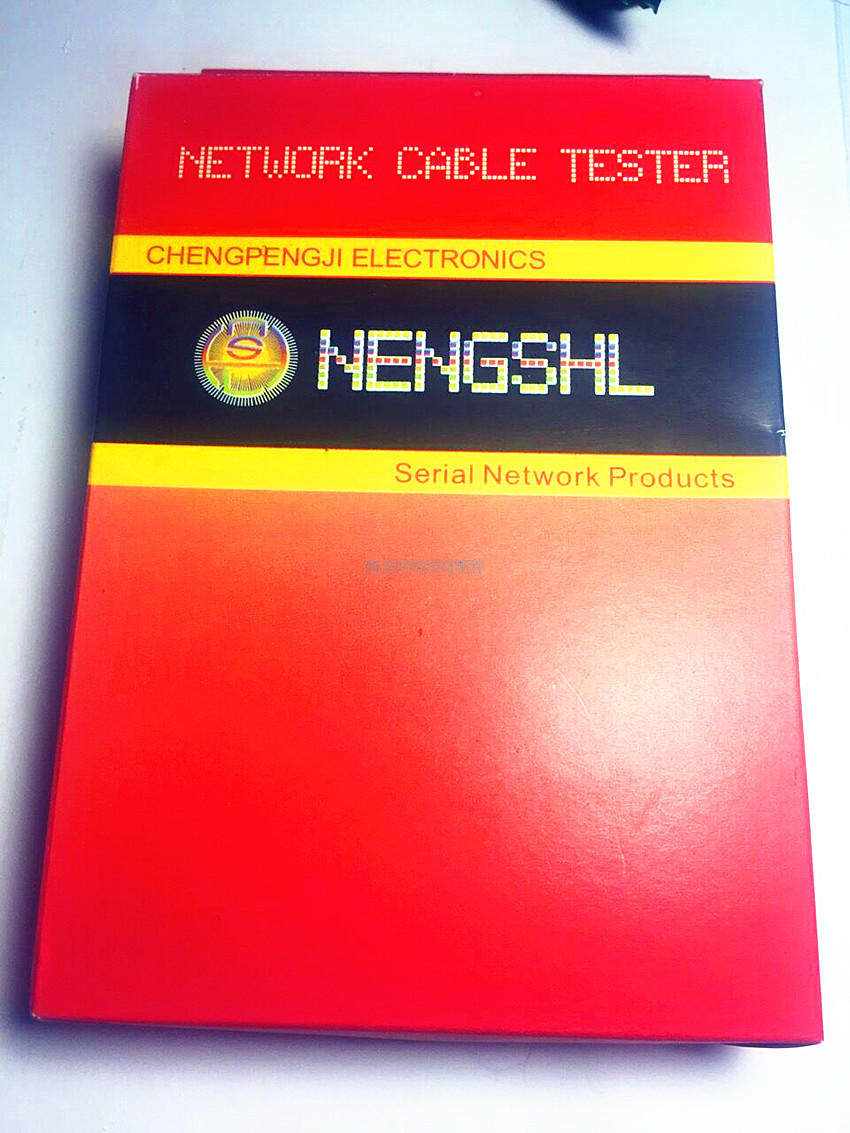 NETWORK CABLE TESTER
CHENGPENGJI ELECTRONICS
S
NENGSHL
Serial Network Products